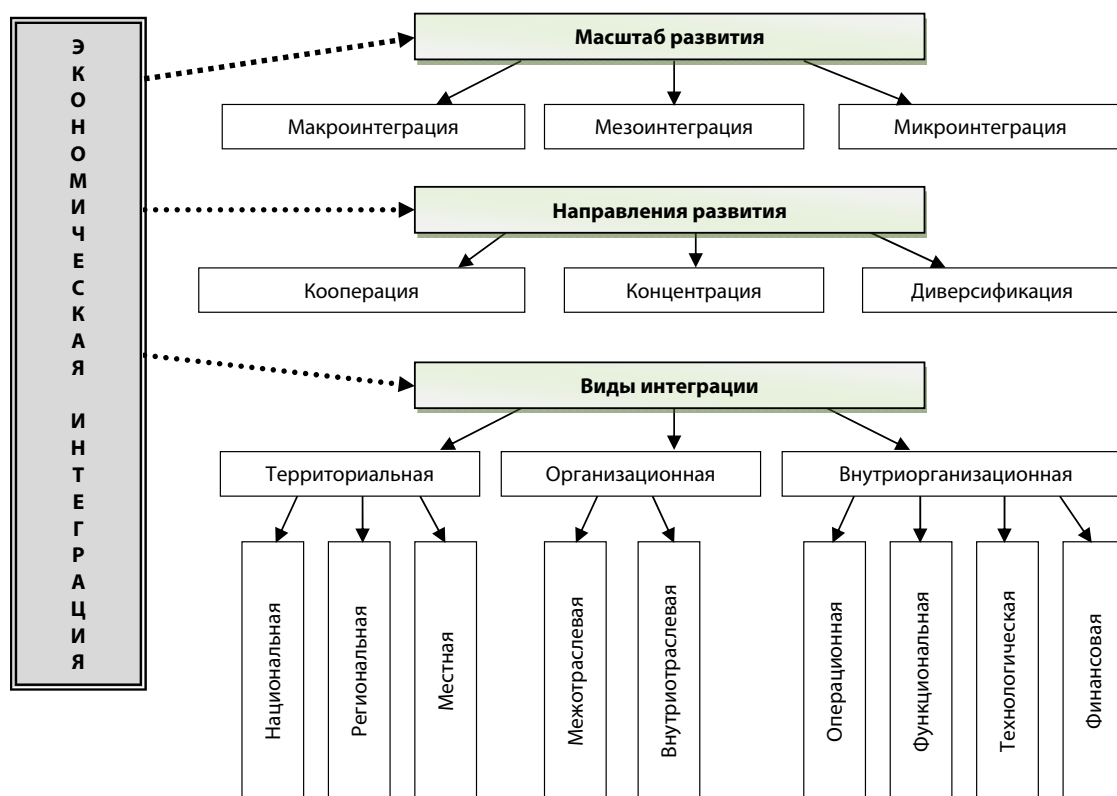 ЭКОНОМИЧЕСКАЯ ИНТЕГРАЦИЯ
Масштаб развития
Макроинтеграция
Мезоинтеграция
Микроинтеграция
Направления развития
Кооперация
Концентрация
Диверсификация
Виды интеграции
Территориальная
Организационная
Внутриорганизационная
Национальная
Региональная
Местная
Межотраслевая
Внутриотраслевая
Операционная
Функциональная
Технологическая
Финансовая